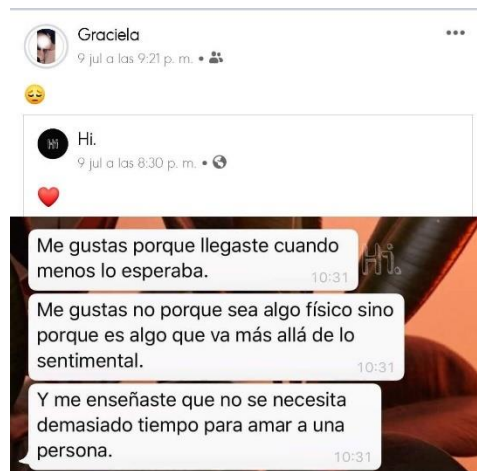 Graciela
9 jul a las 9:21 p. m. •
😔
Hi.
Hi.
9 jul a las 8:30 p. m. •
❤️
Me gustas porque llegaste cuando
menos lo esperaba.
10:31
Hi.
Me gustas no porque sea algo físico sino
porque es algo que va más allá de lo
sentimental.
10:31
Y me enseñaste que no se necesita
demasiado tiempo para amar a una
persona.
10:31